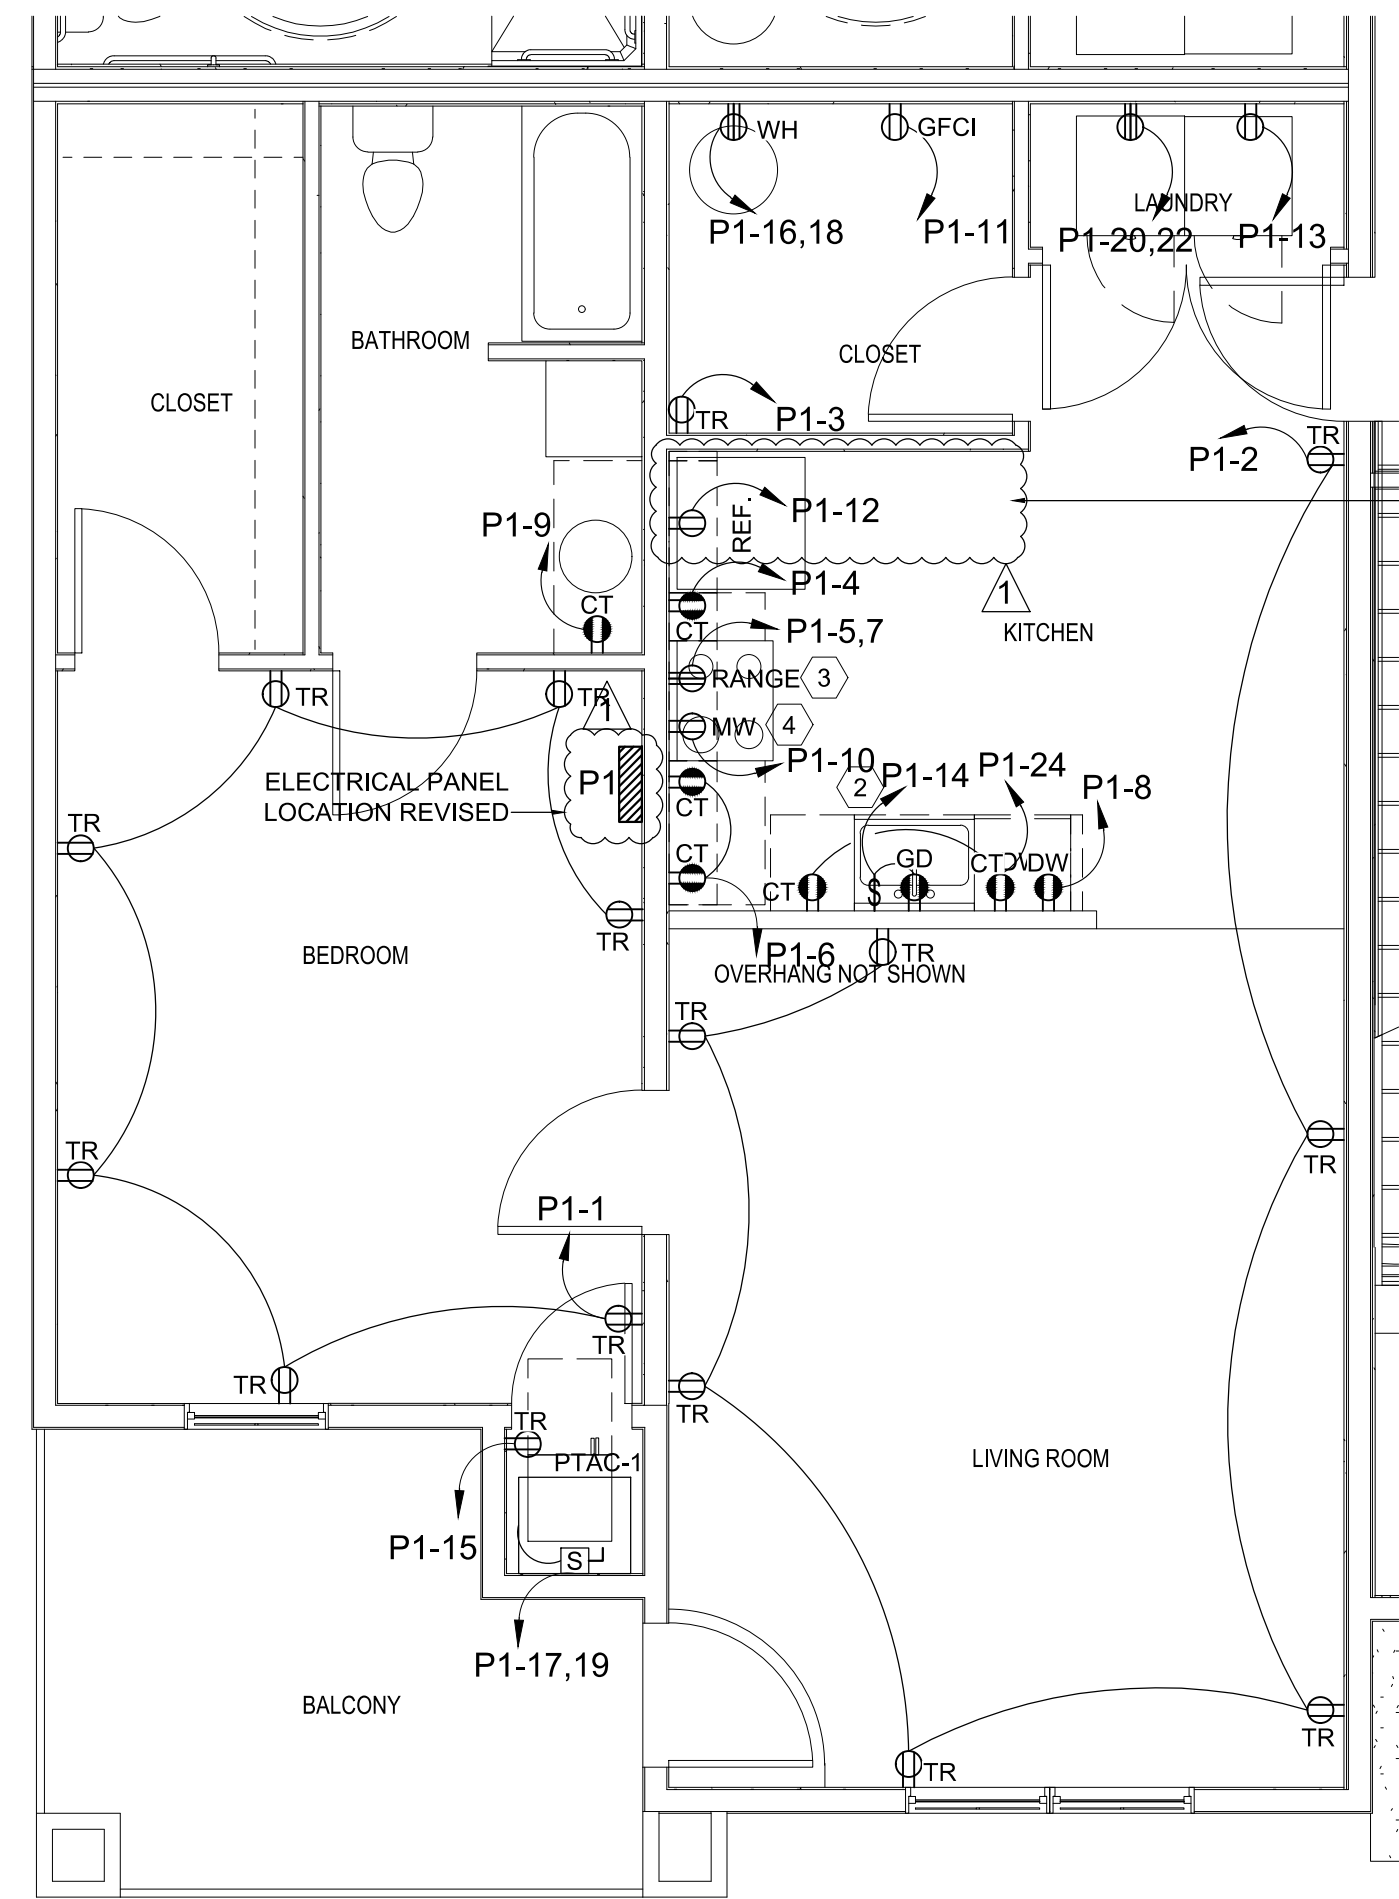 WH
GFCI
P1-16,18
P1-11
LAUNDRY
P1-20,22
P1-13
BATHROOM
CLOSET
CLOSET
TR
P1-3
TR
P1-2
P1-9
P1-12
REF.
CT
P1-4
1
CT
P1-5,7
KITCHEN
RANGE
3
TR
TR
1
MW
4
ELECTRICAL PANEL
LOCATION REVISED
P1
P1-10
2
P1-14
P1-24
P1-8
CT
TR
CT
GD
CT
DW
CT
S
TR
P1-6
TR
BEDROOM
OVERHANG NOT SHOWN
TR
TR
TR
P1-1
TR
TR
TR
TR
PTAC-1
LIVING ROOM
P1-15
S
P1-17,19
BALCONY
TR
TR